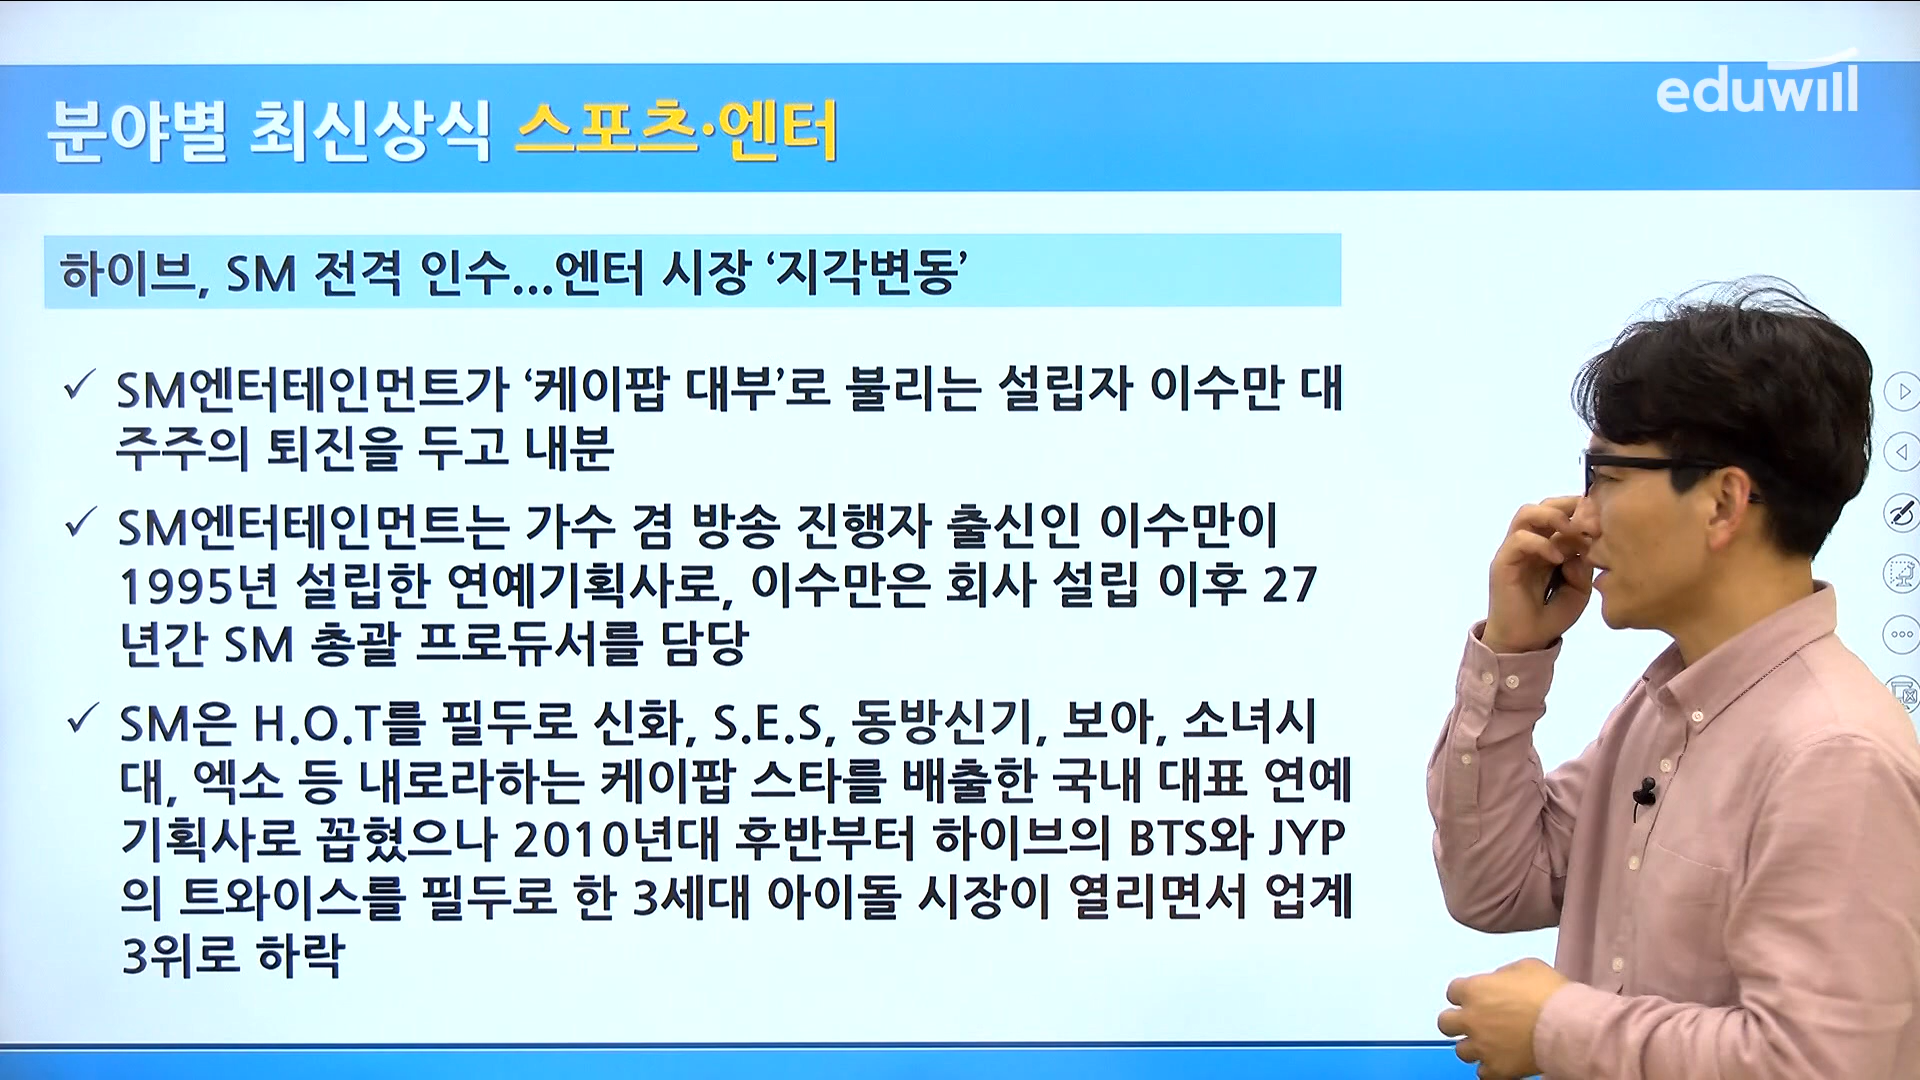 eduwill
분야별 최신상식 스포츠·엔터
하이브, SM 전격 인수...엔터 시장 ‘지각변동’
✓ SM엔터테인먼트가 ‘케이팝 대부’로 불리는 설립자 이수만 대
주주의 퇴진을 두고 내분
✓ SM엔터테인먼트는 가수 겸 방송 진행자 출신인 이수만이
1995년 설립한 연예기획사로, 이수만은 회사 설립 이후 27
년간 SM 총괄 프로듀서를 담당
✓ SM은 H.O.T를 필두로 신화, S.E.S, 동방신기, 보아, 소녀시
대, 엑소 등 내로라하는 케이팝 스타를 배출한 국내 대표 연예
기획사로 꼽혔으나 2010년대 후반부터 하이브의 BTS와 JYP
의 트와이스를 필두로 한 3세대 아이돌 시장이 열리면서 업계
3위로 하락